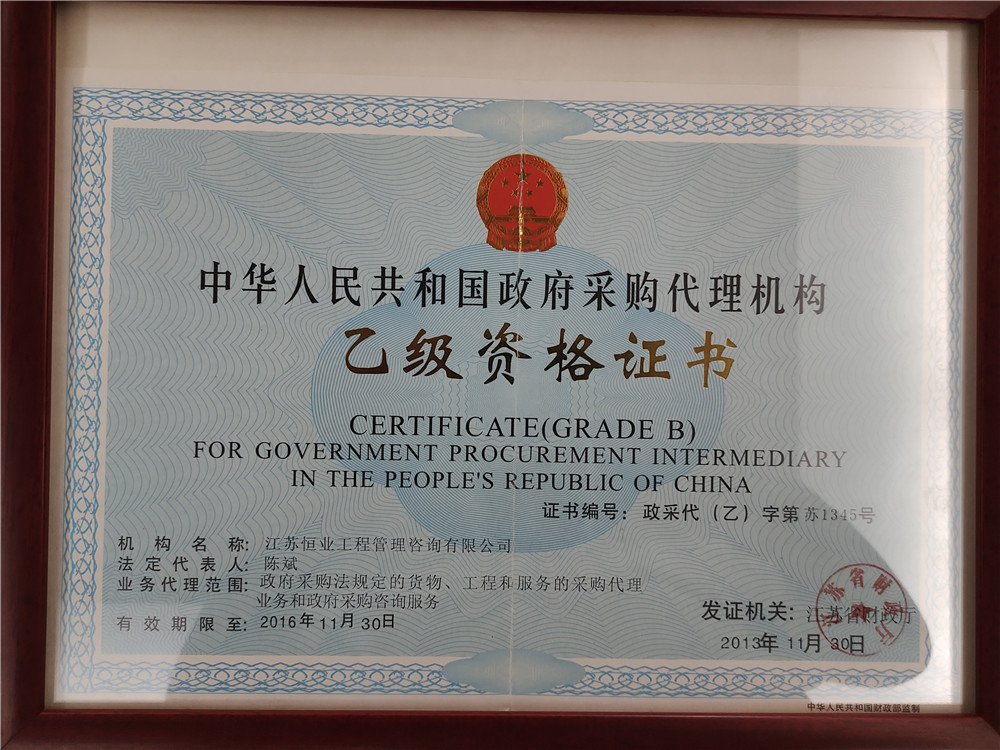 中华人民共和国政府采购代理机构
乙级资格证书
CERTIFICATE(GRADE B)
FOR GOVERNMENT PROCUREMENT INTERMEDIARY
IN THE PEOPLE'S REPUBLIC OF CHINA
证书编号：政采代（乙）字第苏1345号
机构名称：江苏恒业工程管理咨询有限公司
法定代表人：陈斌
业务代理范围：政府采购法规定的货物、工程和服务的采购代理
业务和政府采购咨询服务
有效期限至：2016年11月30日
发证机关：江苏省财政厅
2013年11月30日
江苏省财政厅
中华人民共和国财政部监制